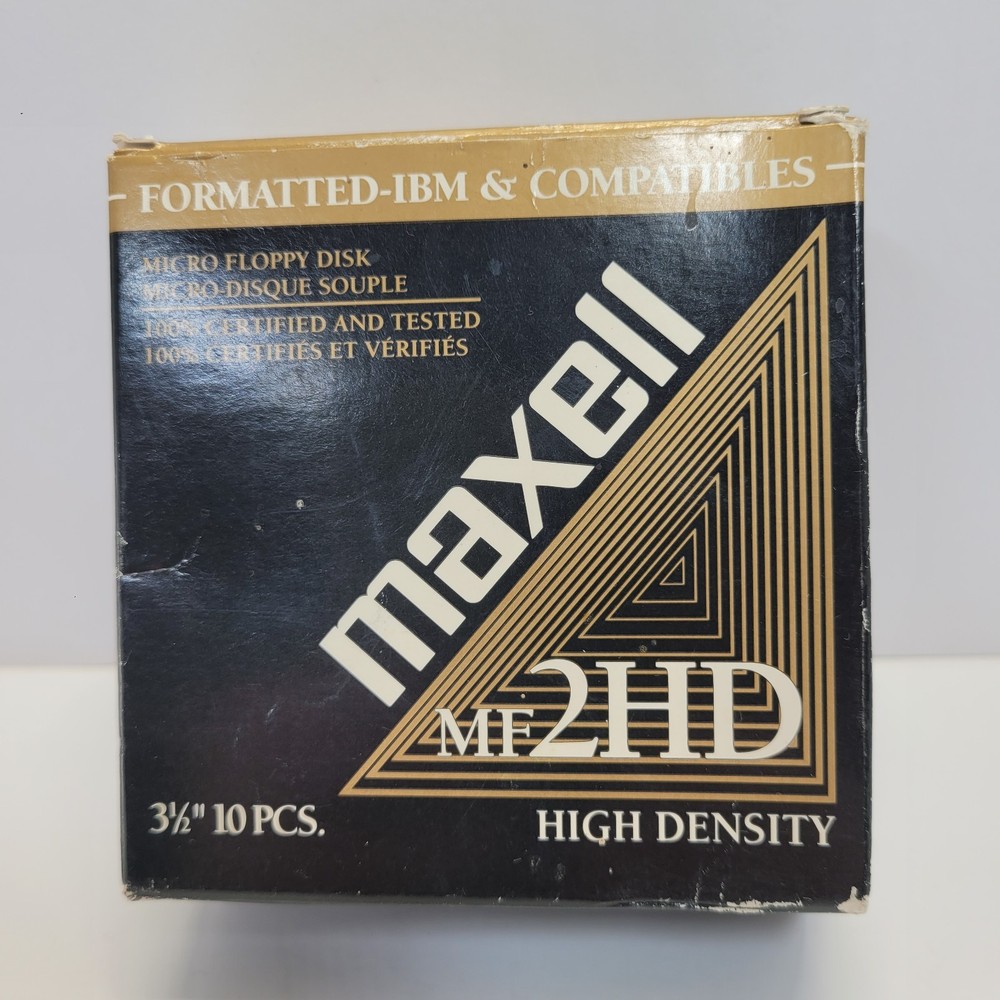 FORMATTED-IBM & COMPATIBLES
MICRO FLOPPY DISK
MICRO-DISQUE SOUPLE
100% CERTIFIED AND TESTED
100% CERTIFIÉS ET VÉRIFIÉS
maxell
MF2HD
3½" 10 PCS.
HIGH DENSITY